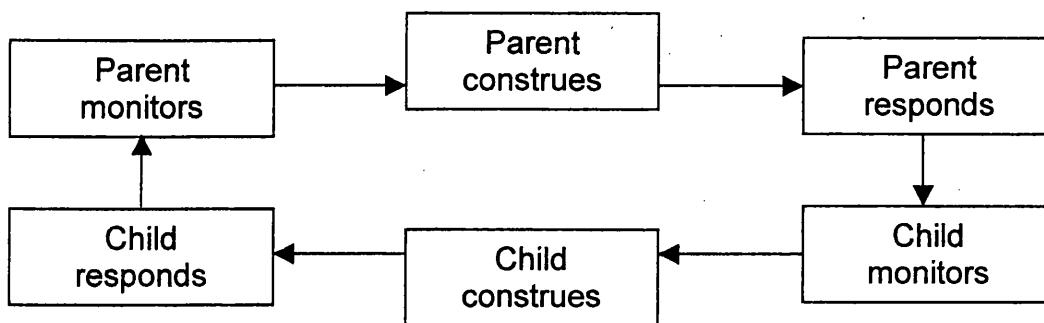 Parent
monitors
Parent
construes
Parent
responds
Child
responds
Child
construes
Child
monitors